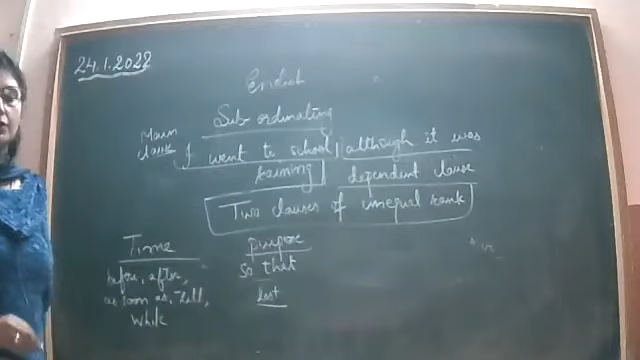 24.1.2022
English
Sub ordinating
Main clause
I went to school although it was raining
dependent clause
Two clauses of unequal rank
Time
before, after,
as soon as, Till,
while
purpose
so that
lest